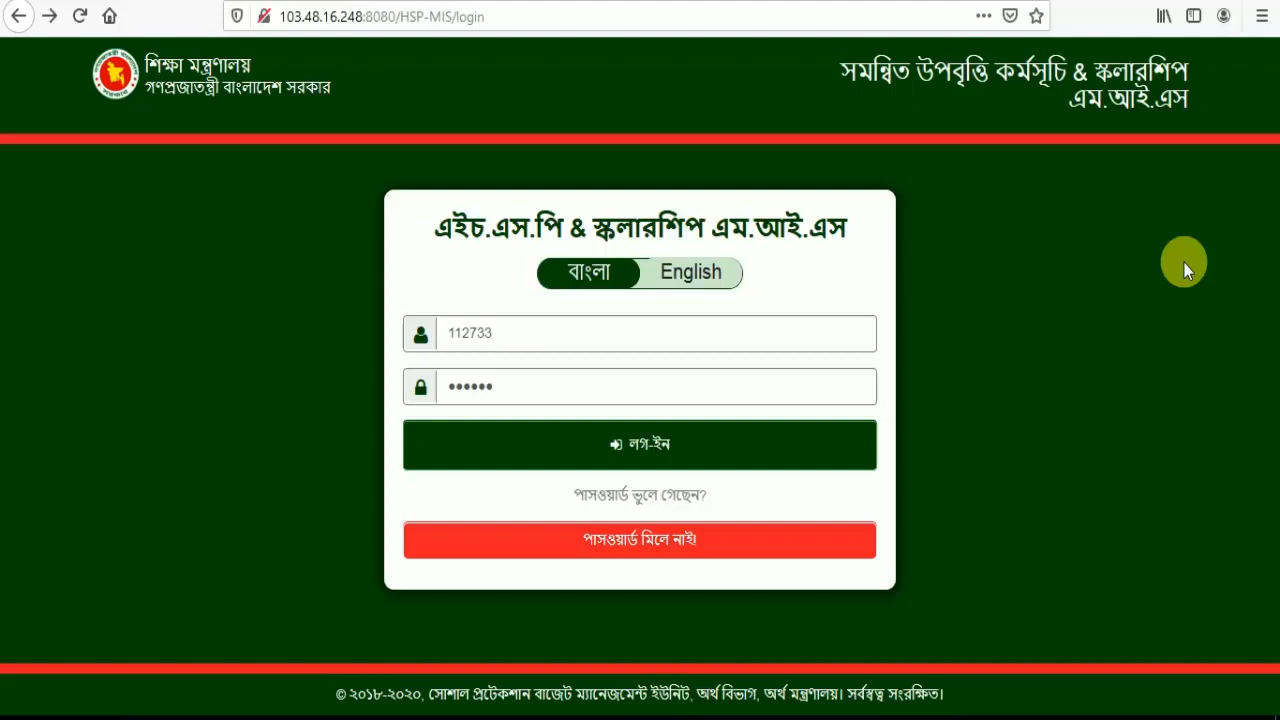 103.48.16.248:8080/HSP-MIS/login
শিক্ষা মন্ত্রণালয়
গণপ্রজাতন্ত্রী বাংলাদেশ সরকার
সমন্বিত উপবৃত্তি কর্মসূচি & স্কলারশিপ
এম.আই.এস
এইচ.এস.পি & স্কলারশিপ এম.আই.এস
বাংলা English
112733
লগ-ইন
পাসওয়ার্ড ভুলে গেছেন?
পাসওয়ার্ড মিলে নাই!
© ২০১৮-২০২০, সোশাল প্রটেকশান বাজেট ম্যানেজমেন্ট ইউনিট, অর্থ বিভাগ, অর্থ মন্ত্রণালয়। সর্বস্বত্ব সংরক্ষিত।